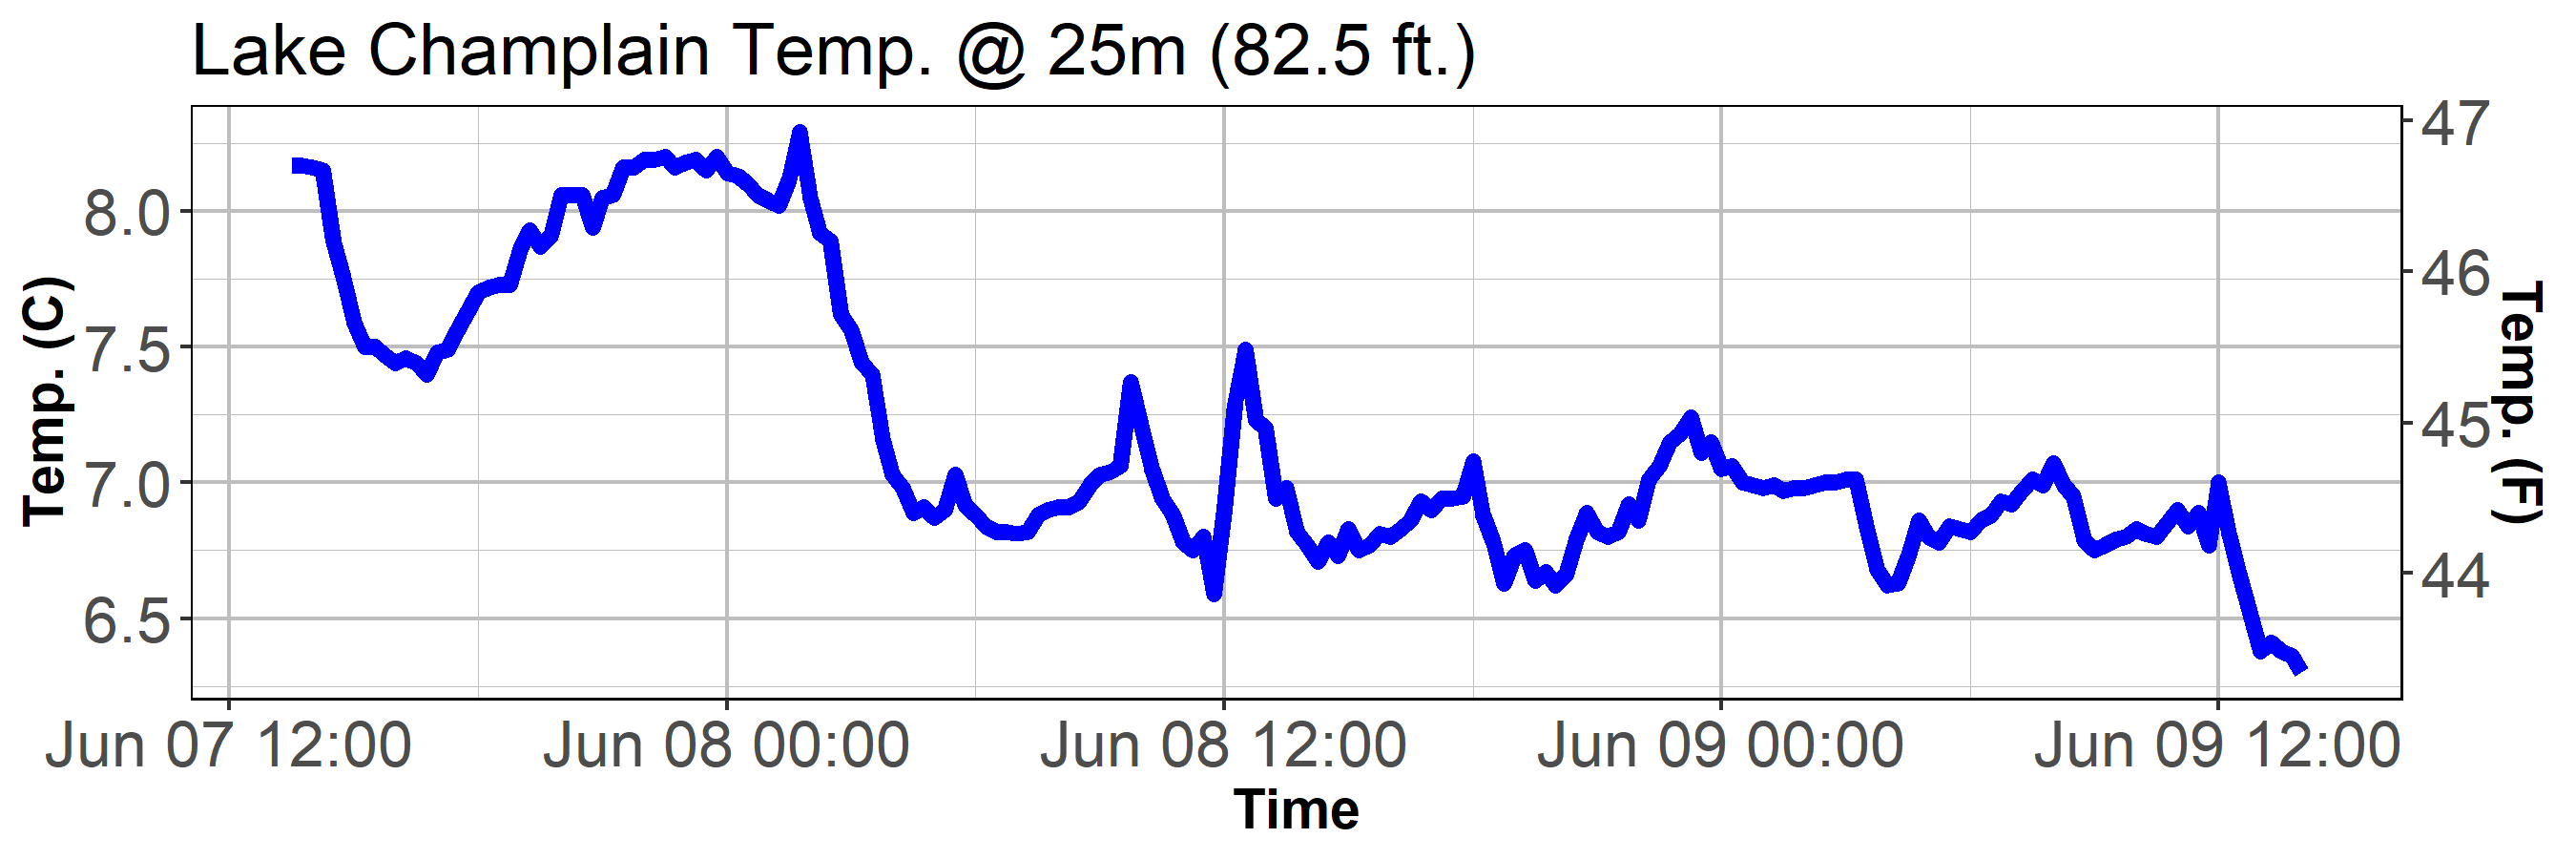 Lake Champlain Temp. @ 25m (82.5 ft.)
Temp. (C)
8.0
7.5
7.0
6.5
47
46
45
44
Temp. (F)
Jun 07 12:00 Jun 08 00:00 Jun 08 12:00 Jun 09 00:00 Jun 09 12:00
Time